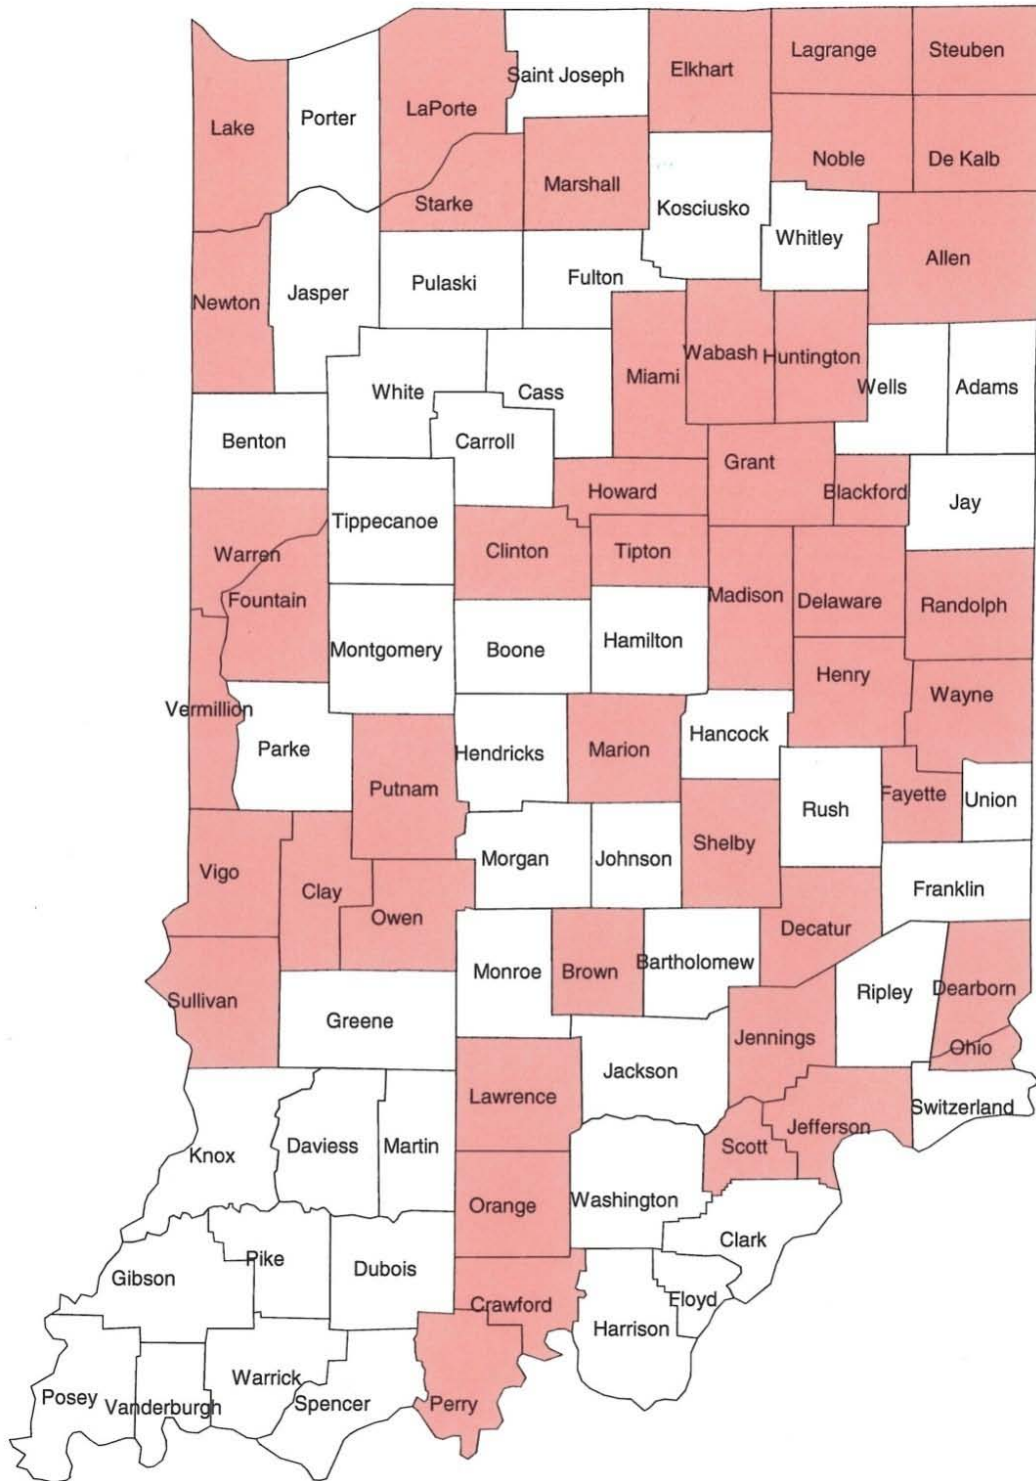 Lagrange
Steuben
Elkhart
Saint Joseph
LaPorte
Porter
Lake
Noble
De Kalb
Marshall
Starke
Kosciusko
Whitley
Allen
Fulton
Pulaski
Jasper
Newton
Wabash
Huntington
Miami
Wells
Adams
White
Cass
Carroll
Benton
Grant
Blackford
Howard
Jay
Tippecanoe
Clinton
Tipton
Warren
Fountain
Madison
Delaware
Randolph
Montgomery
Boone
Hamilton
Henry
Wayne
Vermillion
Parke
Hendricks
Marion
Hancock
Putnam
Rush
Fayette
Union
Shelby
Morgan
Johnson
Vigo
Clay
Owen
Franklin
Decatur
Monroe
Brown
Bartholomew
Ripley
Dearborn
Sullivan
Greene
Jennings
Ohio
Jackson
Lawrence
Switzerland
Jefferson
Scott
Knox
Daviess
Martin
Orange
Washington
Clark
Pike
Dubois
Gibson
Crawford
Floyd
Harrison
Warrick
Spencer
Perry
Posey
Vanderburgh